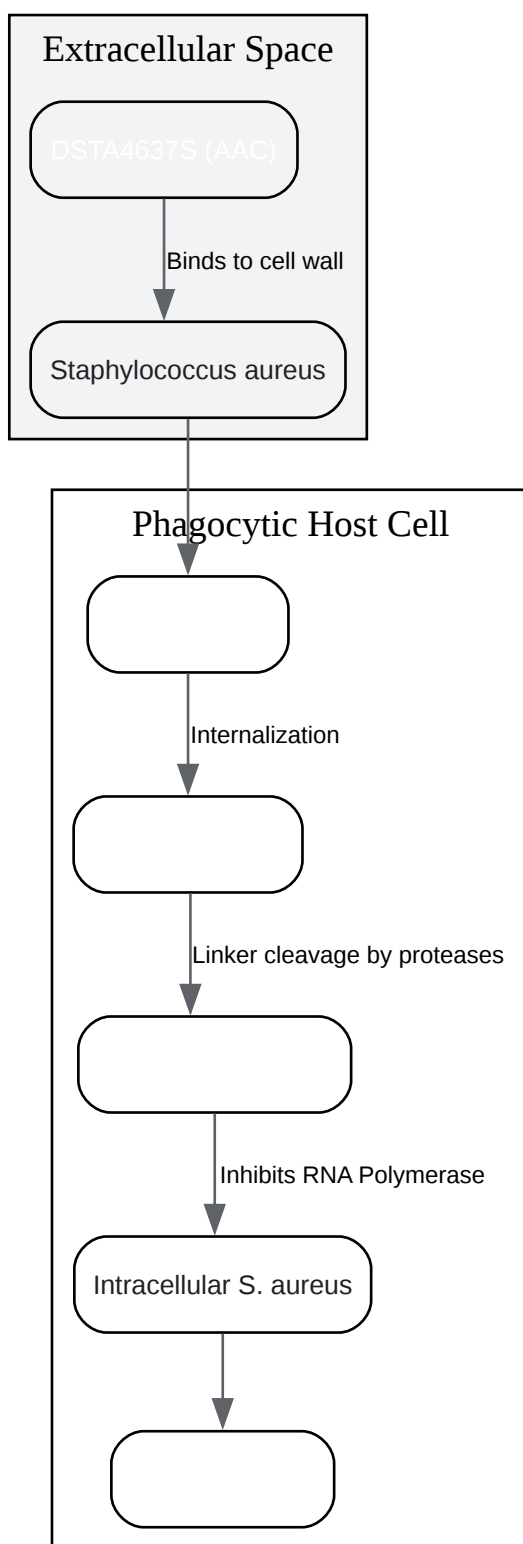 Extracellular Space
DSTA4637S (AAC)
Binds to cell wall
Staphylococcus aureus
Phagocytic Host Cell
Internalization
Linker cleavage by proteases
Inhibits RNA Polymerase
Intracellular S. aureus